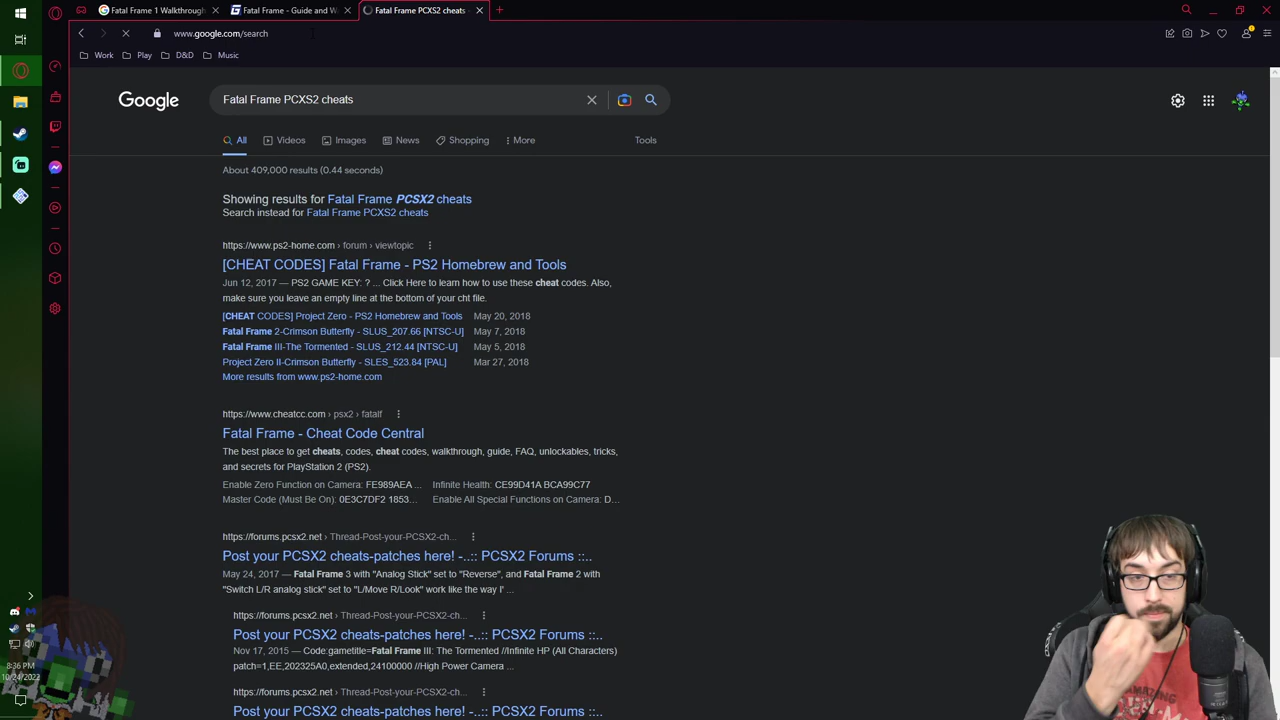 Fatal Frame 1 Walkthrough
Fatal Frame - Guide and W
Fatal Frame PCXS2 cheats
www.google.com/search
Work
Play
D&D
Music
Google
Fatal Frame PCXS2 cheats
All
Videos
Images
News
Shopping
More
Tools
About 409,000 results (0.44 seconds)
Showing results for Fatal Frame PCSX2 cheats
Search instead for Fatal Frame PCXS2 cheats
https://www.ps2-home.com › forum › viewtopic
[CHEAT CODES] Fatal Frame - PS2 Homebrew and Tools
Jun 12, 2017 — PS2 GAME KEY: ? ... Click Here to learn how to use these cheat codes. Also,
make sure you leave an empty line at the bottom of your cht file.
[CHEAT CODES] Project Zero - PS2 Homebrew and Tools May 20, 2018
Fatal Frame 2-Crimson Butterfly - SLUS_207.66 [NTSC-U] May 7, 2018
Fatal Frame III-The Tormented - SLUS_212.44 [NTSC-U] May 5, 2018
Project Zero II-Crimson Butterfly - SLES_523.84 [PAL] Mar 27, 2018
More results from www.ps2-home.com
https://www.cheatcc.com › psx2 › fatalf
Fatal Frame - Cheat Code Central
The best place to get cheats, codes, cheat codes, walkthrough, guide, FAQ, unlockables, tricks,
and secrets for PlayStation 2 (PS2).
Enable Zero Function on Camera: FE989AEA ... Infinite Health: CE99D41A BCA99C77
Master Code (Must Be On): 0E3C7DF2 1853... Enable All Special Functions on Camera: D...
https://forums.pcsx2.net › Thread-Post-your-PCSX2-ch...
Post your PCSX2 cheats-patches here! -..:: PCSX2 Forums ::..
May 24, 2017 — Fatal Frame 3 with "Analog Stick" set to "Reverse", and Fatal Frame 2 with
"Switch L/R analog stick" set to "L/Move R/Look" work like the way I' ...
https://forums.pcsx2.net › Thread-Post-your-PCSX2-ch...
Post your PCSX2 cheats-patches here! -..:: PCSX2 Forums ::..
Nov 17, 2015 — Code:gametitle=Fatal Frame III: The Tormented //Infinite HP (All Characters)
patch=1,EE,202325A0,extended,24100000 //High Power Camera ...
https://forums.pcsx2.net › Thread-Post-your-PCSX2-ch...
Post your PCSX2 cheats-patches here! -..:: PCSX2 Forums ::..
8:36 PM
10/24/2022
AMAZING